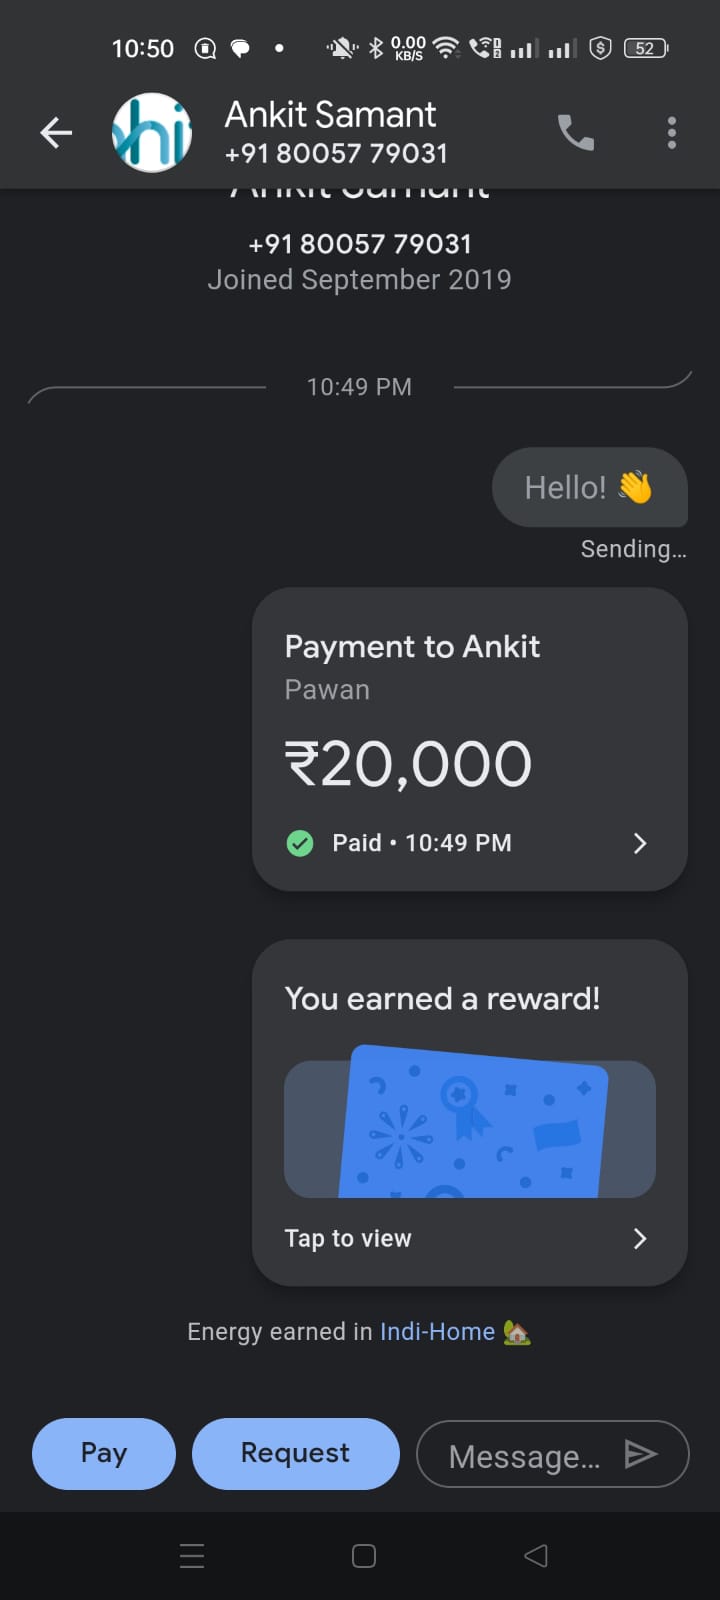 10:50
0.00
KB/S
52
hi
Ankit Samant
+91 80057 79031
Ankit Samant
+91 80057 79031
Joined September 2019
10:49 PM
Hello! 👋
Sending...
Payment to Ankit
Pawan
₹20,000
Paid • 10:49 PM
You earned a reward!
Tap to view
Energy earned in Indi-Home 🏡
Pay
Request
Message...